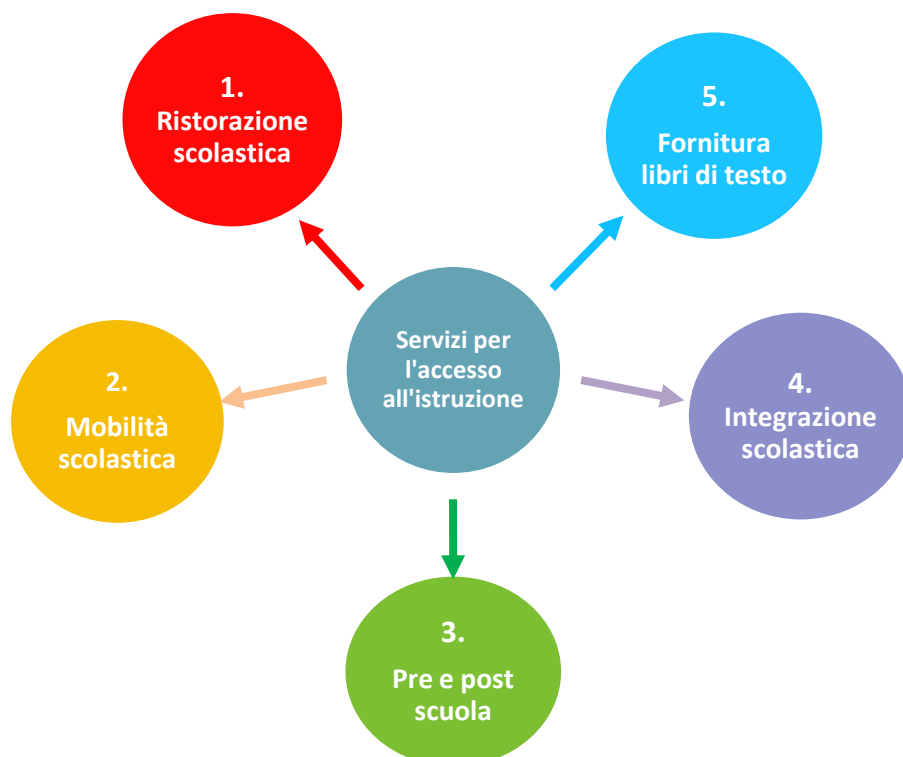 1.
Ristorazione
scolastica
5.
Fornitura
libri di testo
Servizi per
l'accesso
all'istruzione
2.
Mobilità
scolastica
4.
Integrazione
scolastica
3.
Pre e post
scuola